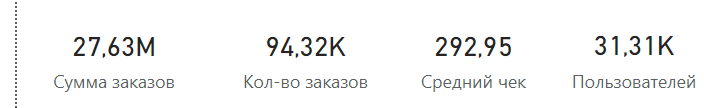 27,63M 94,32K 292,95 31,31K
Сумма заказов Кол-во заказов Средний чек Пользователей